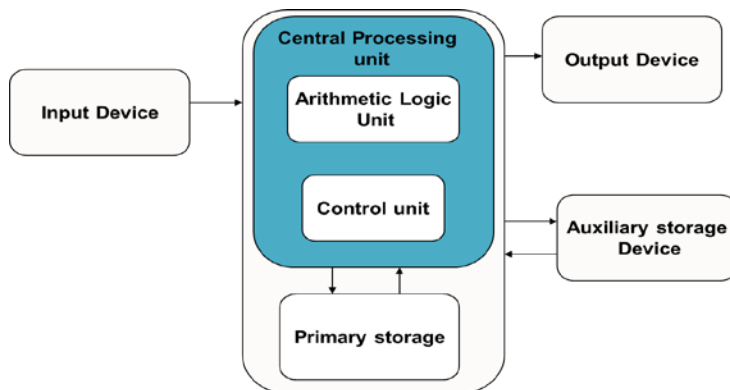 Central Processing
unit
Arithmetic Logic
Unit
Control unit
Primary storage
Input Device
Output Device
Auxiliary storage
Device